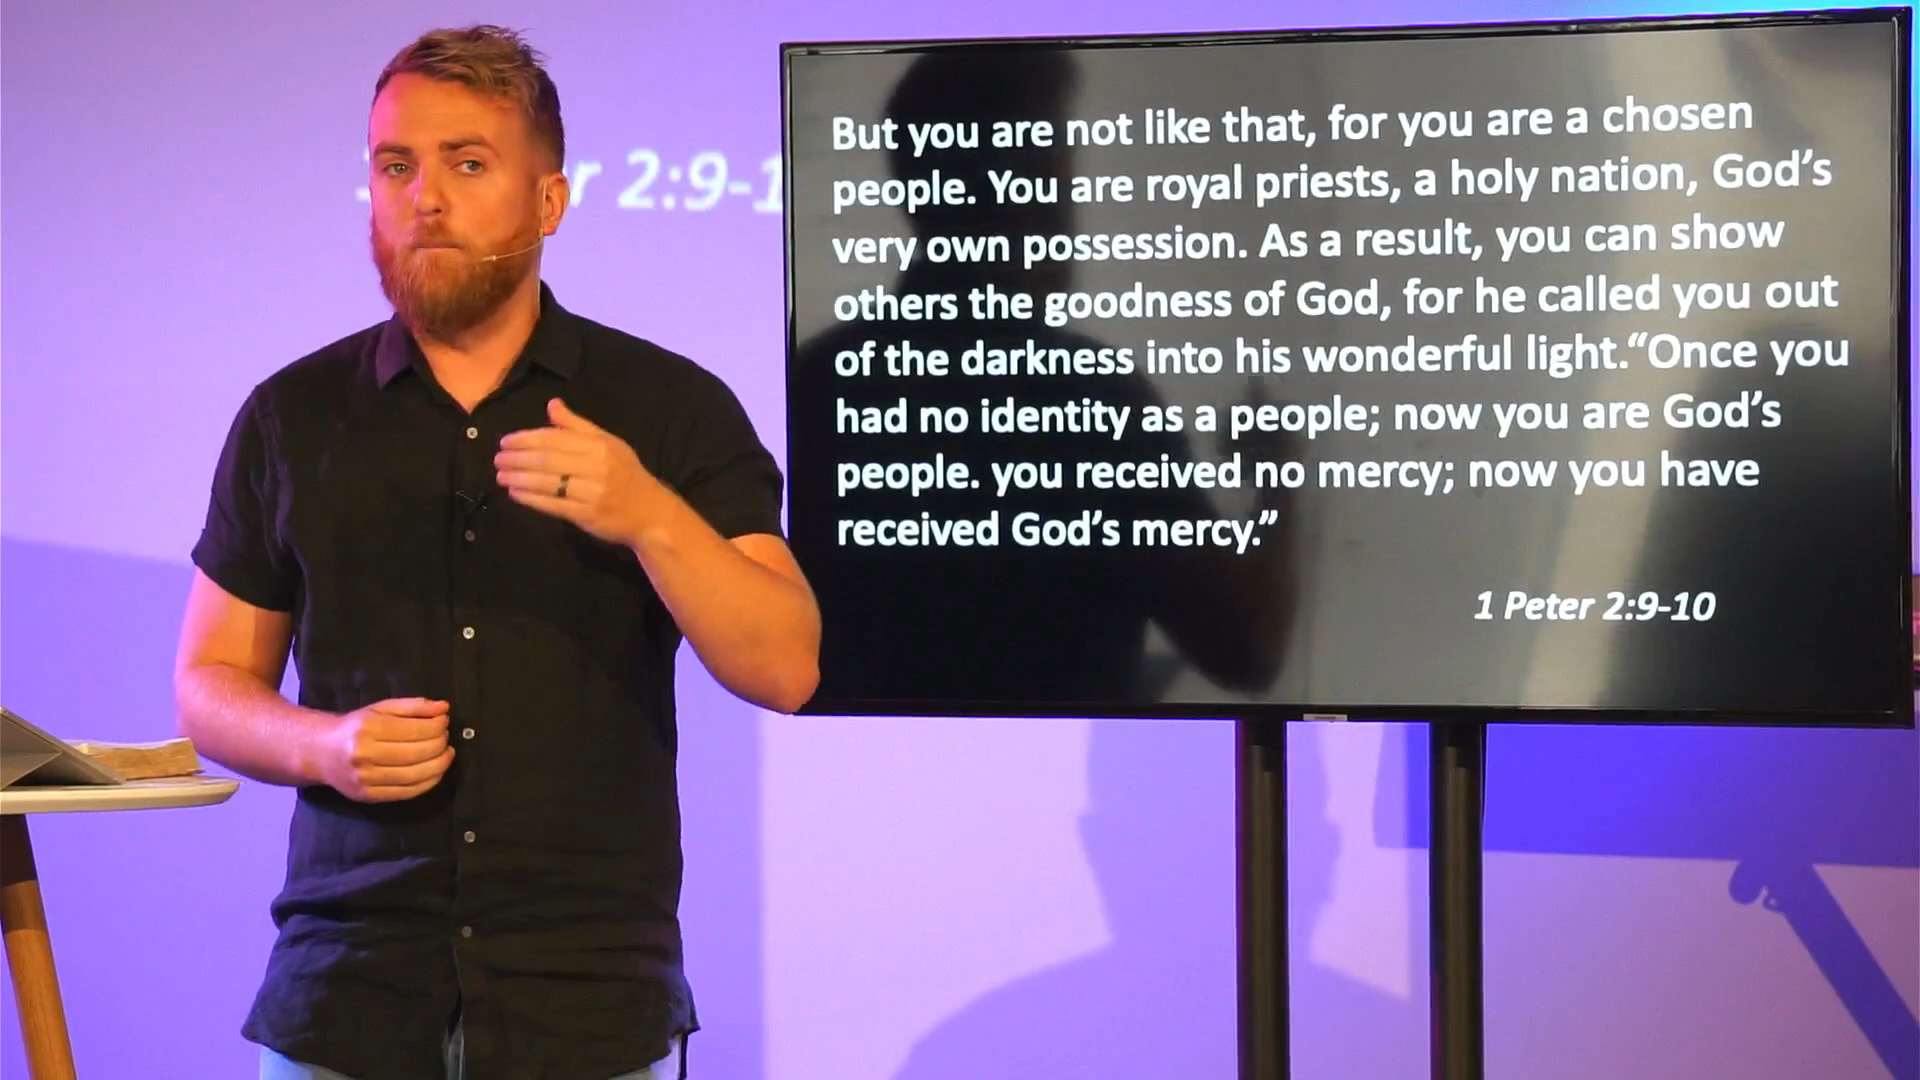 r 2:9-1
But you are not like that, for you are a chosen
people. You are royal priests, a holy nation, God’s
very own possession. As a result, you can show
others the goodness of God, for he called you out
of the darkness into his wonderful light.“Once you
had no identity as a people; now you are God’s
people. you received no mercy; now you have
received God’s mercy.”
1 Peter 2:9-10